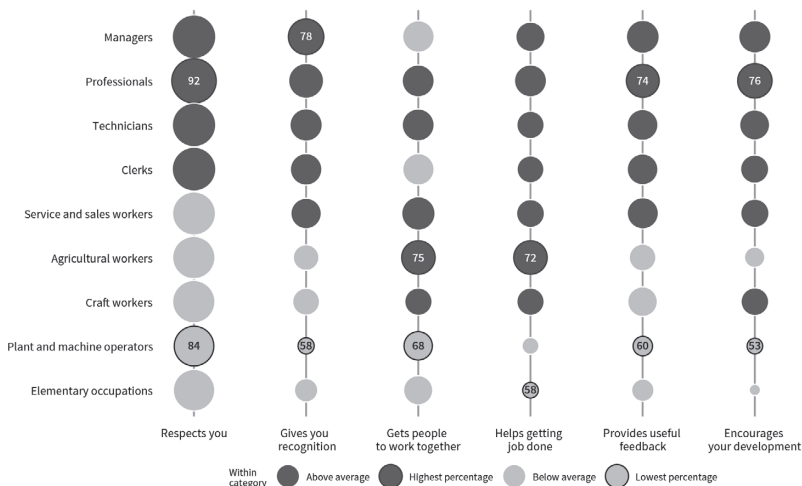 Managers
78
Professionals
92
74
76
Technicians
Clerks
Service and sales workers
Agricultural workers
75
72
Craft workers
Plant and machine operators
84
58
68
60
53
Elementary occupations
58
Respects you
Gives you
recognition
Gets people
to work together
Helps getting
job done
Provides useful
feedback
Encourages
your development
Within
category
Above average
Highest percentage
Below average
Lowest percentage